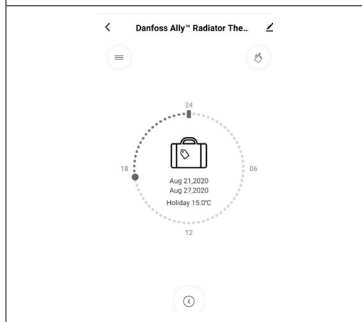 Danfoss Ally™ Radiator The..
24
18
06
Aug 21,2020
Aug 27,2020
Holiday 15.0°C
12